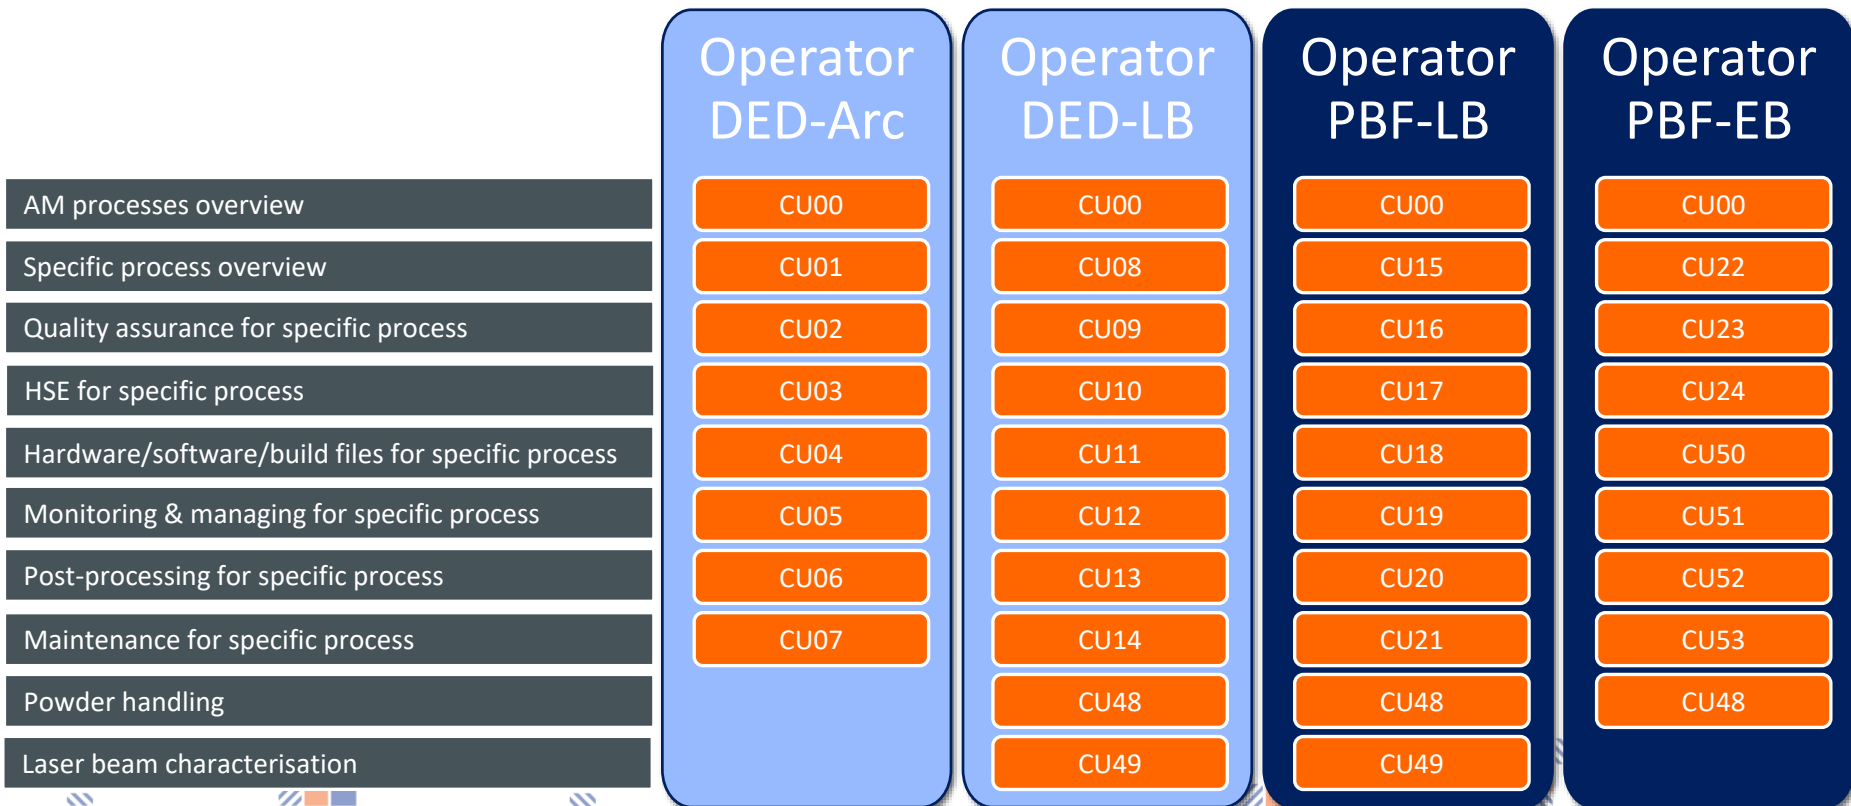 Operator DED-Arc
Operator DED-LB
Operator PBF-LB
Operator PBF-EB
AM processes overview CU00 CU00 CU00 CU00
Specific process overview CU01 CU08 CU15 CU22
Quality assurance for specific process CU02 CU09 CU16 CU23
HSE for specific process CU03 CU10 CU17 CU24
Hardware/software/build files for specific process CU04 CU11 CU18 CU50
Monitoring & managing for specific process CU05 CU12 CU19 CU51
Post-processing for specific process CU06 CU13 CU20 CU52
Maintenance for specific process CU07 CU14 CU21 CU53
Powder handling CU48 CU48 CU48
Laser beam characterisation CU49 CU49